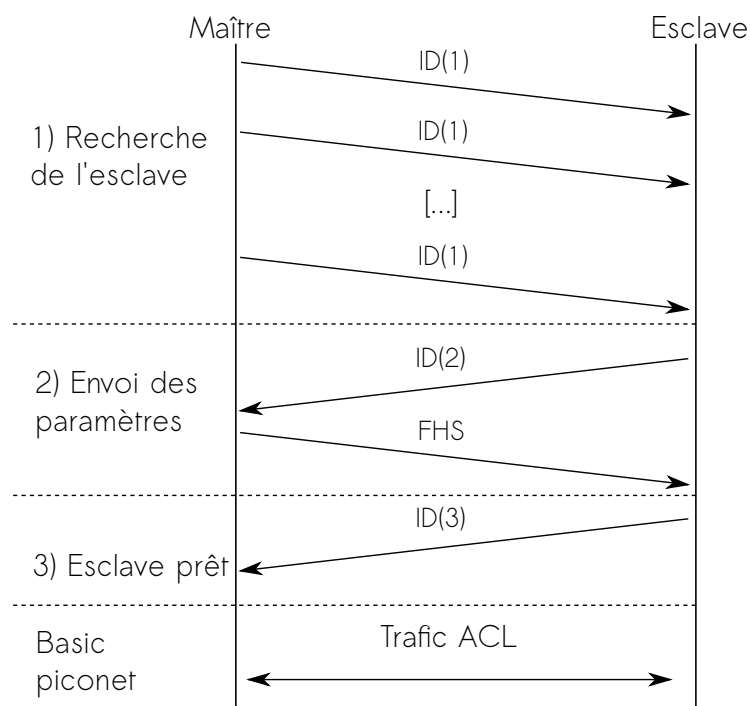 Maître
Esclave
ID(1)
1) Recherche
de l'esclave
ID(1)
[...]
ID(1)
2) Envoi des
paramètres
ID(2)
FHS
ID(3)
3) Esclave prêt
Basic
piconet
Trafic ACL